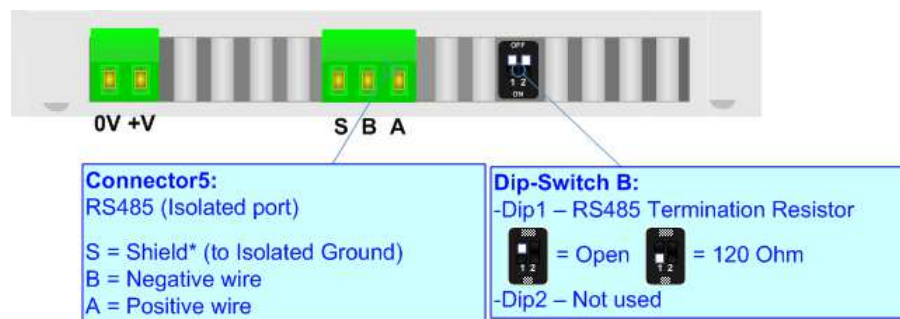 OFF
1 2
ON
0V +V
S B A
Connector5:
RS485 (Isolated port)
S = Shield* (to Isolated Ground)
B = Negative wire
A = Positive wire
Dip-Switch B:
-Dip1 – RS485 Termination Resistor
1 2 = Open 1 2 = 120 Ohm
-Dip2 – Not used